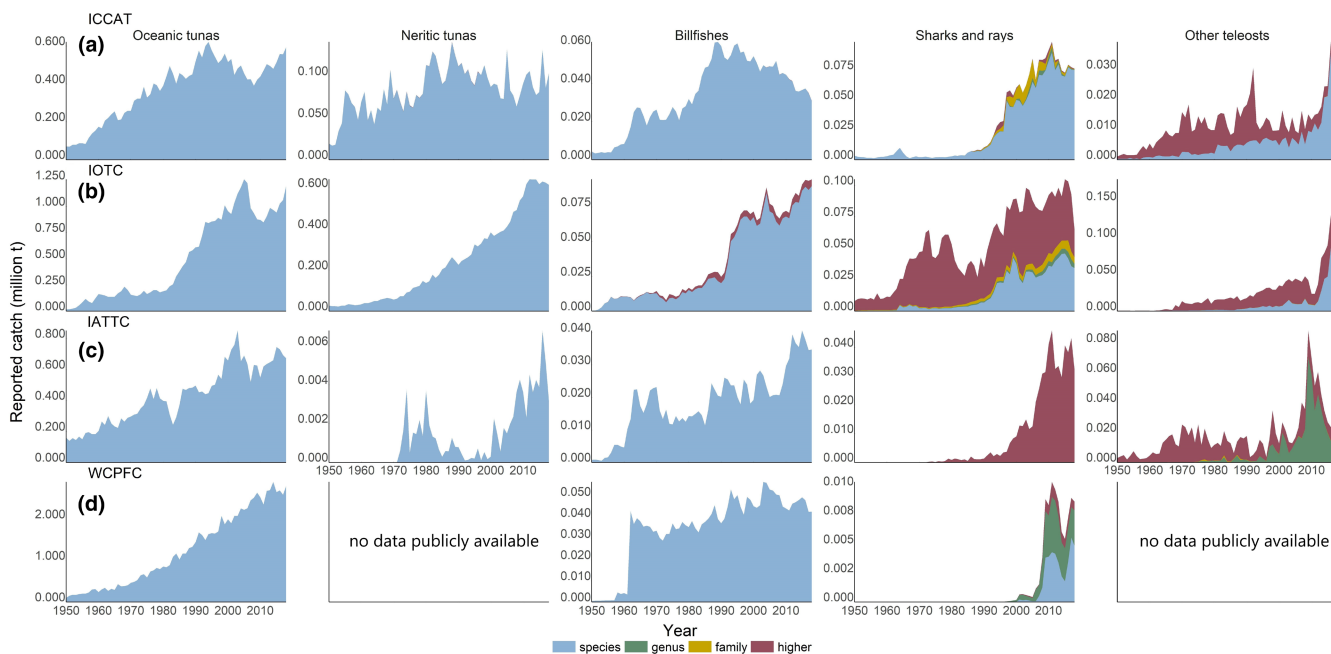 ICCAT
(a) Oceanic tunas Neritic tunas Billfishes Sharks and rays Other teleosts
0.600 0.400 0.200 0.000
0.100 0.050 0.000
0.060 0.040 0.020 0.000
0.075 0.050 0.025 0.000
0.030 0.020 0.010 0.000
IOTC
(b)
1.250 1.000 0.750 0.500 0.250 0.000
0.600 0.400 0.200 0.000
0.075 0.050 0.025 0.000
0.100 0.075 0.050 0.025 0.000
0.150 0.100 0.050 0.000
Reported catch (million t)
IATTC
(c)
0.800 0.600 0.400 0.200 0.000
0.006 0.004 0.002 0.000
1950 1960 1970 1980 1990 2000 2010
0.040 0.030 0.020 0.010 0.000
0.040 0.030 0.020 0.010 0.000
0.080 0.060 0.040 0.020 0.000
1950 1960 1970 1980 1990 2000 2010
WCPFC
(d)
2.000 1.000 0.000
1950 1960 1970 1980 1990 2000 2010
no data publicly available
0.050 0.040 0.030 0.020 0.010 0.000
1950 1960 1970 1980 1990 2000 2010
0.010 0.008 0.005 0.002 0.000
1950 1960 1970 1980 1990 2000 2010
no data publicly available
Year
species genus family higher